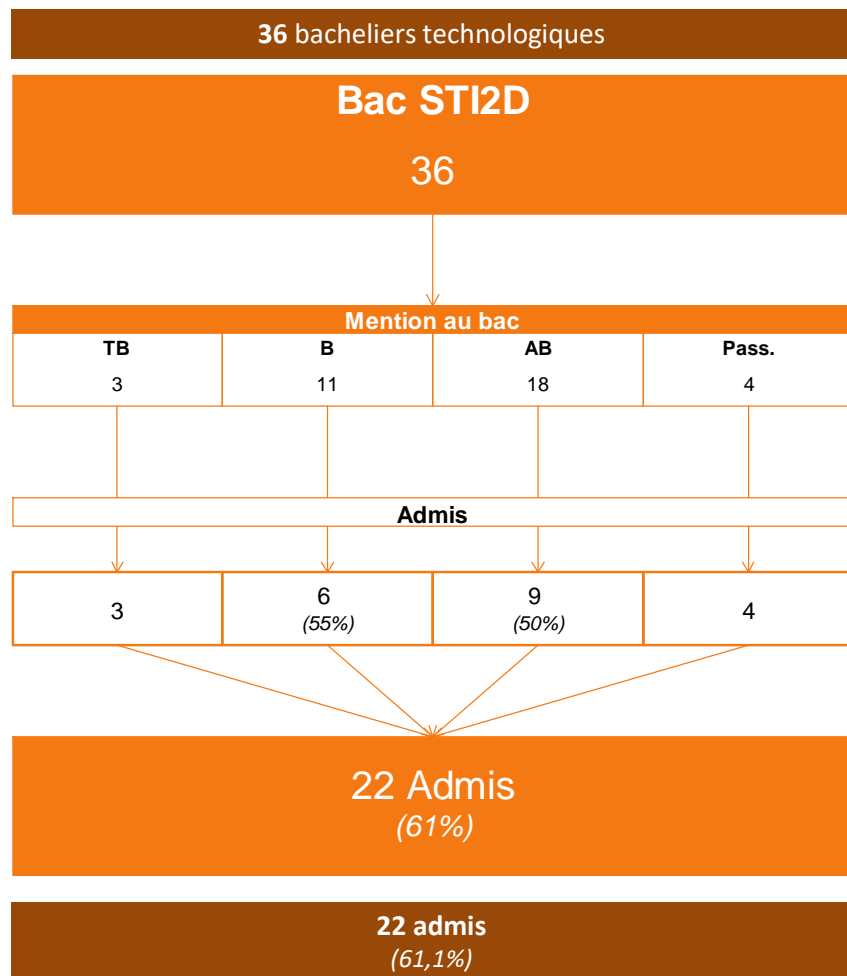 36 bacheliers technologiques
Bac STI2D
36
Mention au bac
TB B AB Pass.
3 11 18 4
Admis
3 6 9 4
(55%) (50%)
22 Admis
(61%)
22 admis
(61,1%)